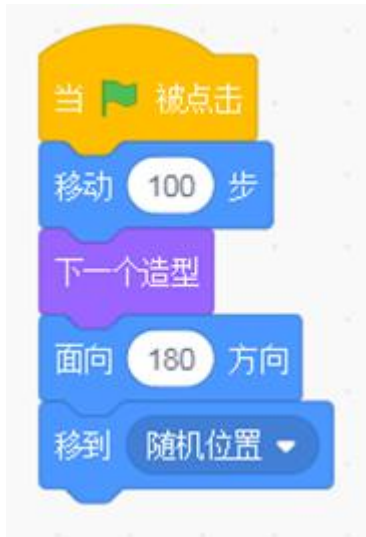 当 被点击
移动 100 步
下一个造型
面向 180 方向
移到 随机位置